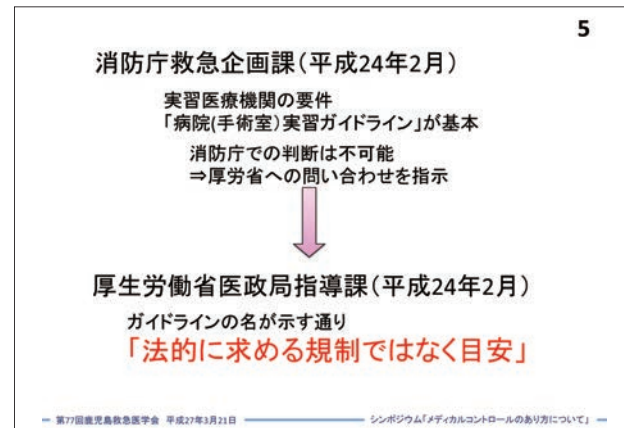 5
消防庁救急企画課(平成24年2月)
実習医療機関の要件
「病院(手術室)実習ガイドライン」が基本
消防庁での判断は不可能
⇒厚労省への問い合わせを指示
厚生労働省医政局指導課(平成24年2月)
ガイドラインの名が示す通り
「法的に求める規制ではなく目安」
第77回鹿児島救急医学会 平成27年3月21日
シンポジウム「メディカルコントロールのあり方について」